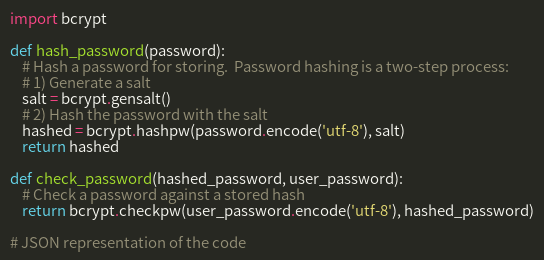 import bcrypt
def hash_password(password):
# Hash a password for storing.  Password hashing is a two-step process:
# 1) Generate a salt
salt = bcrypt.gensalt()
# 2) Hash the password with the salt
hashed = bcrypt.hashpw(password.encode('utf-8'), salt)
return hashed
def check_password(hashed_password, user_password):
# Check a password against a stored hash
return bcrypt.checkpw(user_password.encode('utf-8'), hashed_password)
# JSON representation of the code